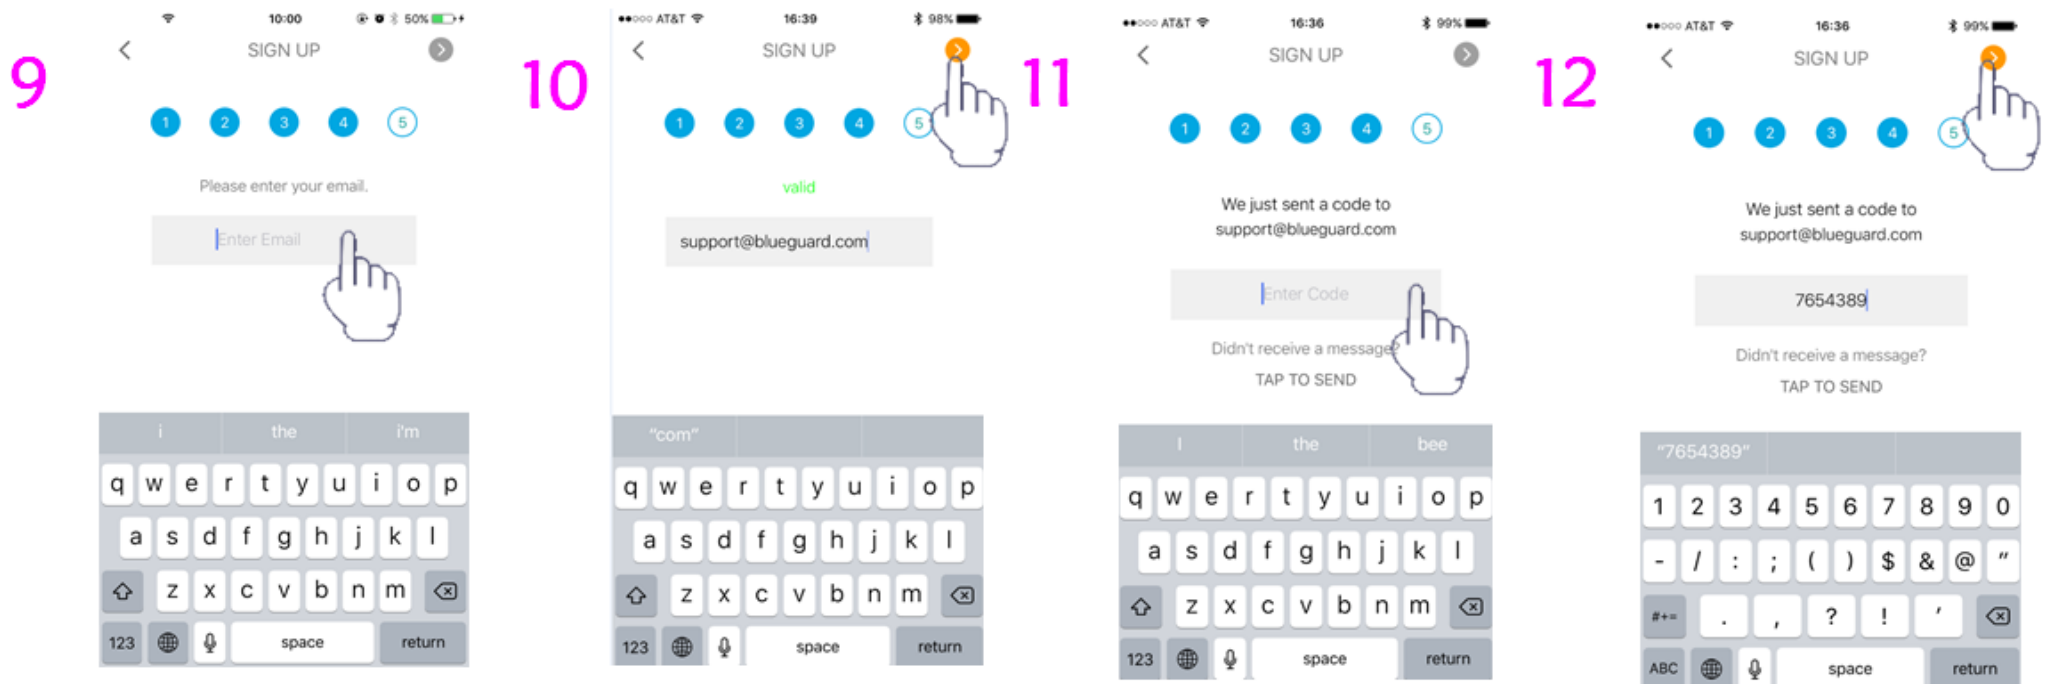 9
10:00
50%
SIGN UP
1 2 3 4 5
Please enter your email.
Enter Email
i the i'm
q w e r t y u i o p
a s d f g h j k l
z x c v b n m
123 space return
10
AT&T 16:39 98%
SIGN UP
1 2 3 4 5
valid
support@blueguard.com
"com"
q w e r t y u i o p
a s d f g h j k l
z x c v b n m
123 space return
11
AT&T 16:36 99%
SIGN UP
1 2 3 4 5
We just sent a code to
support@blueguard.com
Enter Code
Didn't receive a message?
TAP TO SEND
I the bee
q w e r t y u i o p
a s d f g h j k l
z x c v b n m
123 space return
12
AT&T 16:36 99%
SIGN UP
1 2 3 4 5
We just sent a code to
support@blueguard.com
7654389
Didn't receive a message?
TAP TO SEND
"7654389"
1 2 3 4 5 6 7 8 9 0
- / : ; ( ) $ & @ "
#+= . , ? ! '
ABC space return